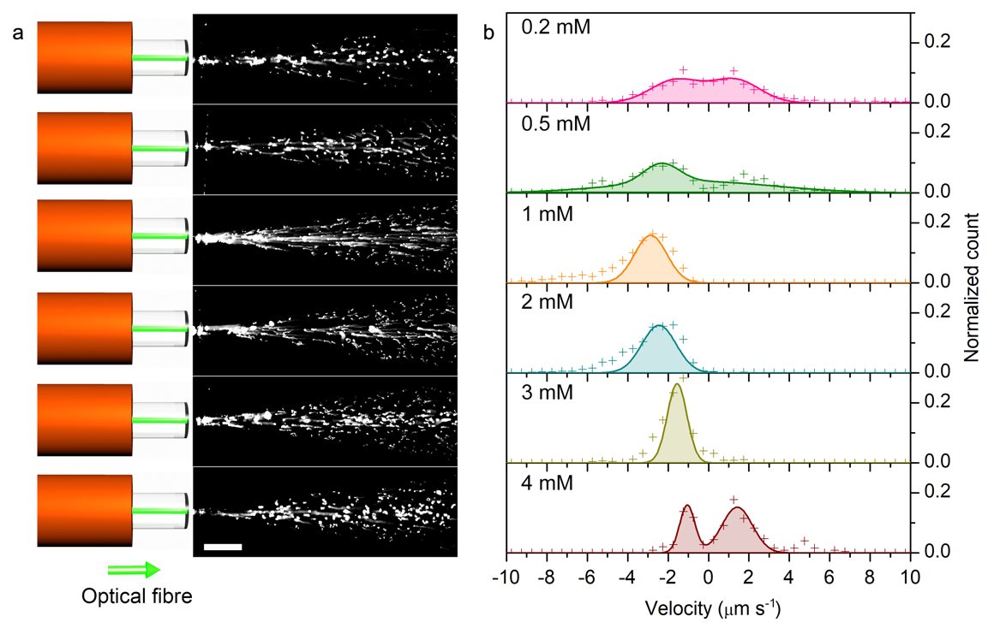 a
Optical fibre
b
0.2 mM
0.2
0.0
0.5 mM
0.2
0.0
1 mM
0.2
0.0
2 mM
0.2
0.0
3 mM
0.2
0.0
4 mM
0.2
0.0
Normalized count
-10 -8 -6 -4 -2 0 2 4 6 8 10
Velocity (μm s⁻¹)